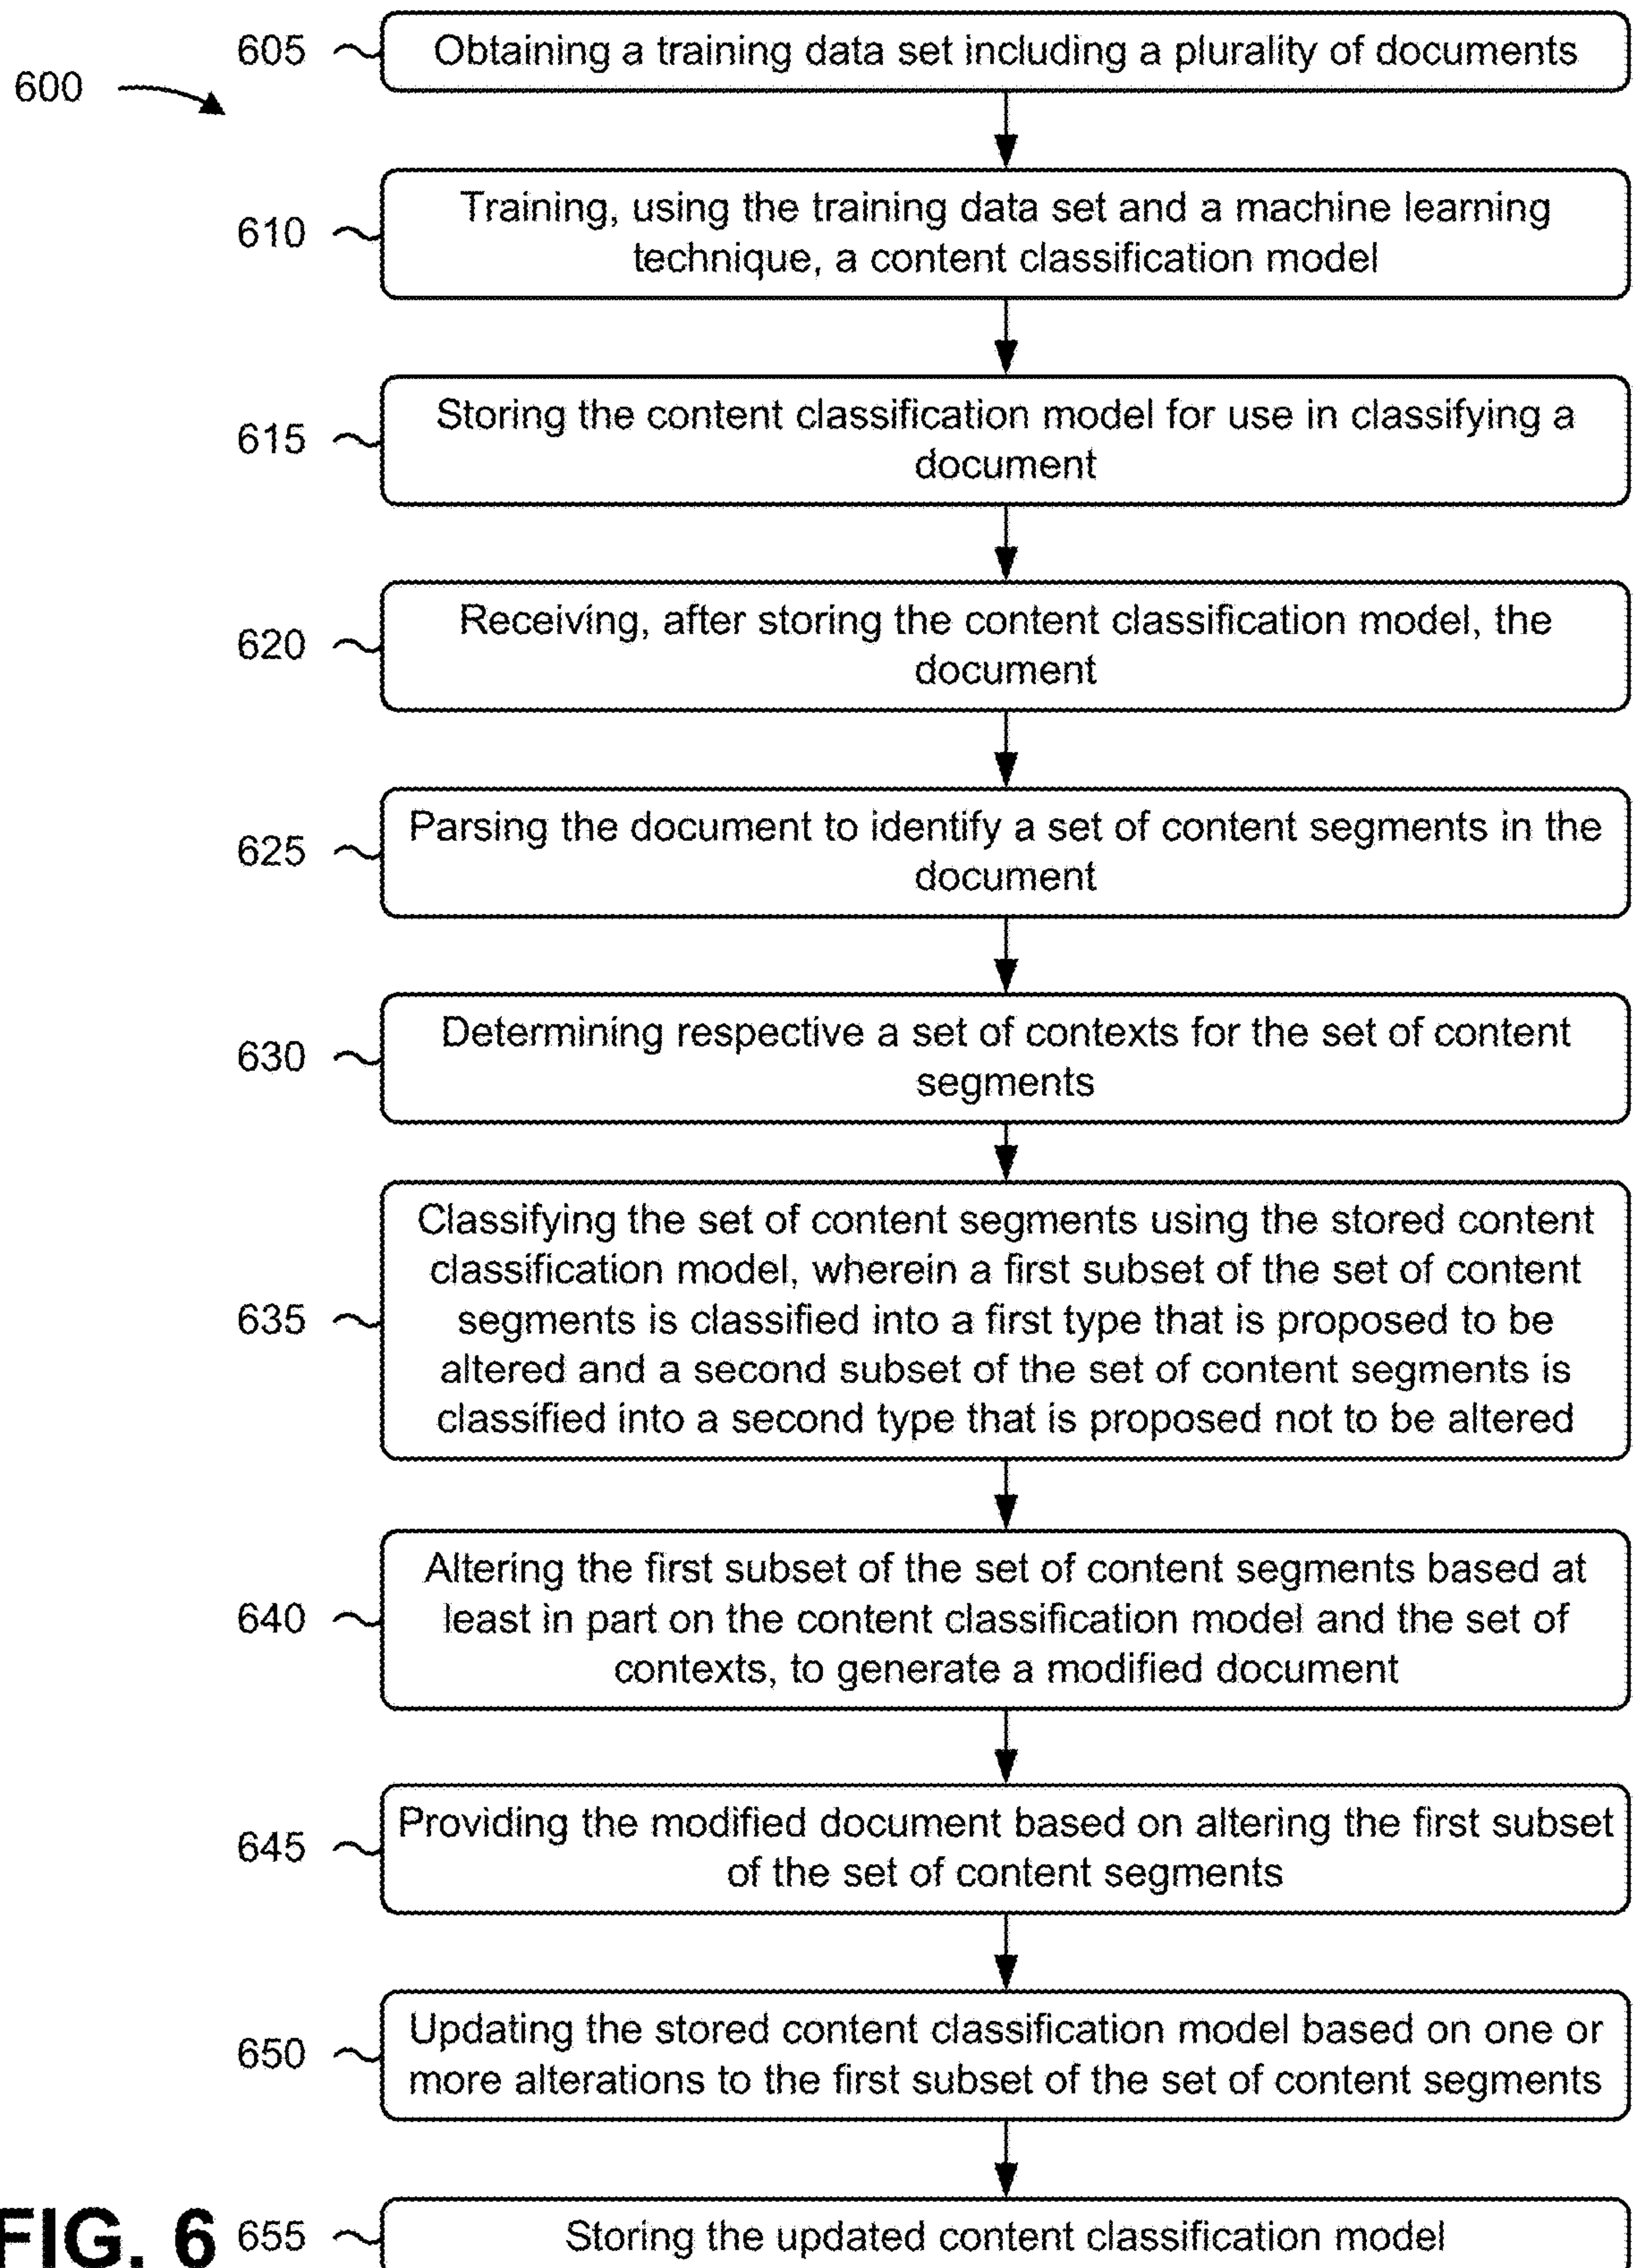 605
Obtaining a training data set including a plurality of documents
600
610
Training, using the training data set and a machine learning
technique, a content classification model
615
Storing the content classification model for use in classifying a
document
620
Receiving, after storing the content classification model, the
document
625
Parsing the document to identify a set of content segments in the
document
630
Determining respective a set of contexts for the set of content
segments
635
Classifying the set of content segments using the stored content
classification model, wherein a first subset of the set of content
segments is classified into a first type that is proposed to be
altered and a second subset of the set of content segments is
classified into a second type that is proposed not to be altered
640
Altering the first subset of the set of content segments based at
least in part on the content classification model and the set of
contexts, to generate a modified document
645
Providing the modified document based on altering the first subset
of the set of content segments
650
Updating the stored content classification model based on one or
more alterations to the first subset of the set of content segments
FIG. 6
655
Storing the updated content classification model